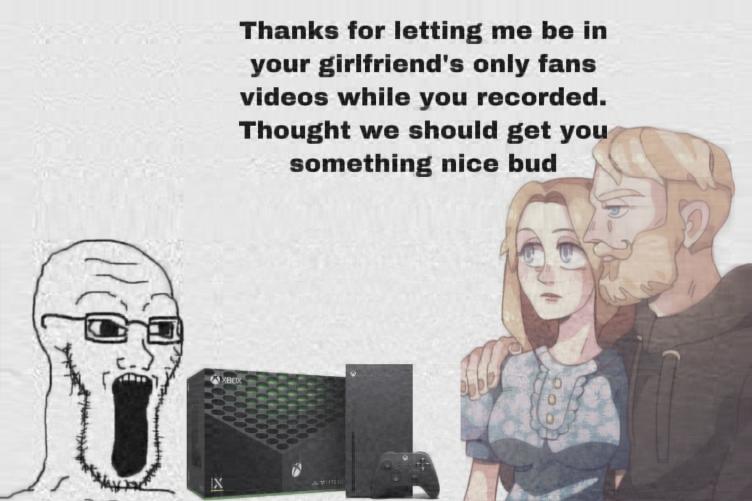 Thanks for letting me be in
your girlfriend's only fans
videos while you recorded.
Thought we should get you
something nice bud
XBOX
X